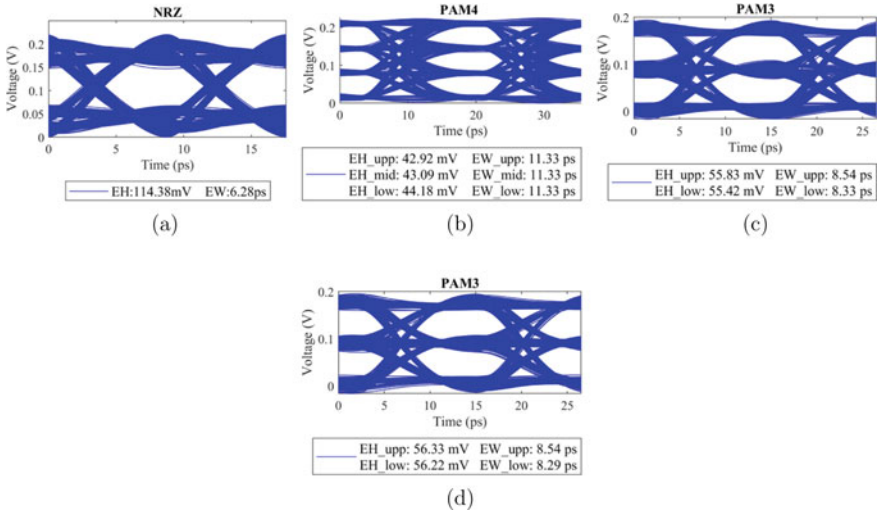 NRZ
0.2
0.15
0.1
0.05
0
Voltage (V)
0 5 10 15
Time (ps)
EH:114.38mV EW:6.28ps
(a)
PAM4
0.2
0.15
0.1
0.05
0
Voltage (V)
0 10 20 30
Time (ps)
EH_upp: 42.92 mV EW_upp: 11.33 ps
EH_mid: 43.09 mV EW_mid: 11.33 ps
EH_low: 44.18 mV EW_low: 11.33 ps
(b)
PAM3
0.2
0.1
0
Voltage (V)
0 5 10 15 20 25
Time (ps)
EH_upp: 55.83 mV EW_upp: 8.54 ps
EH_low: 55.42 mV EW_low: 8.33 ps
(c)
PAM3
0.2
0.1
0
Voltage (V)
0 5 10 15 20 25
Time (ps)
EH_upp: 56.33 mV EW_upp: 8.54 ps
EH_low: 56.22 mV EW_low: 8.29 ps
(d)